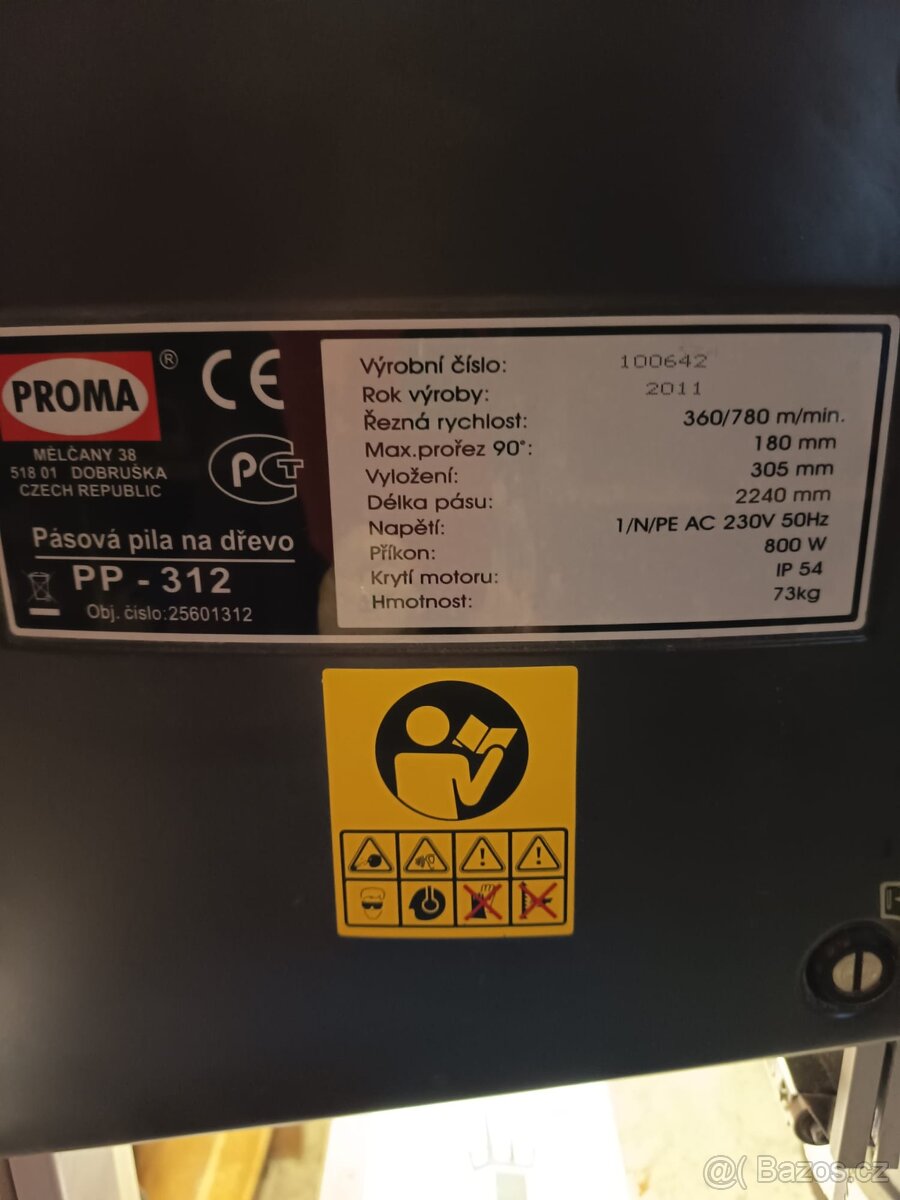 PROMA ®
CE
MĚLČANY 38
518 01 DOBRUŠKA
CZECH REPUBLIC
PCT
Pásová pila na dřevo
PP - 312
Obj. číslo:25601312
Výrobní číslo: 100642
Rok výroby: 2011
Řezná rychlost: 360/780 m/min.
Max.prořez 90°: 180 mm
Vyložení: 305 mm
Délka pásu: 2240 mm
Napětí: 1/N/PE AC 230V 50Hz
Příkon: 800 W
Krytí motoru: IP 54
Hmotnost: 73kg
@( Bazos.cz